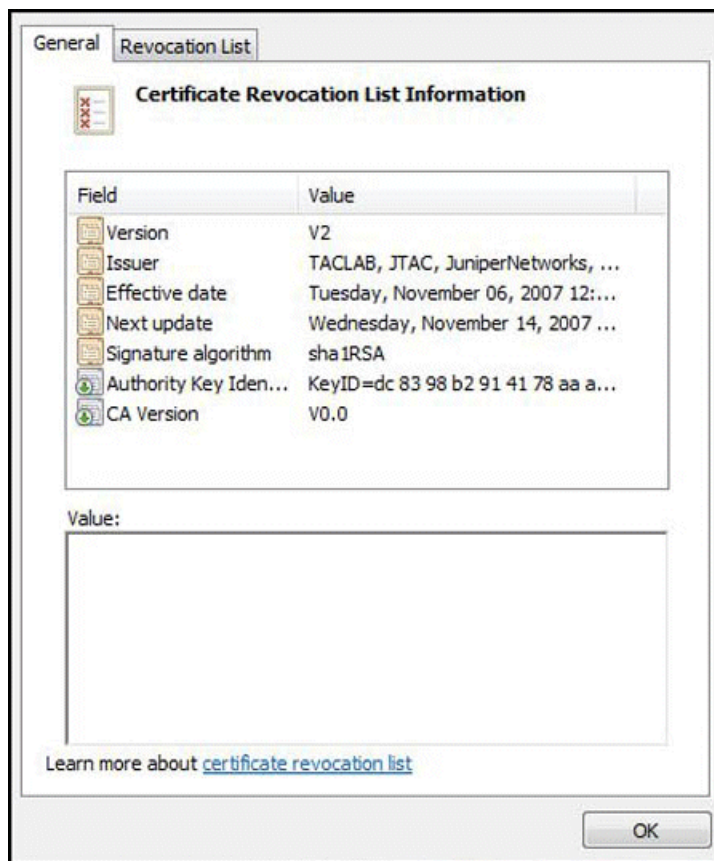 General Revocation List
Certificate Revocation List Information
Field Value
Version V2
Issuer TACLAB, JTAC, JuniperNetworks, ...
Effective date Tuesday, November 06, 2007 12:...
Next update Wednesday, November 14, 2007 ...
Signature algorithm sha1RSA
Authority Key Iden... KeyID=dc 83 98 b2 91 41 78 aa a...
CA Version V0.0
Value:
Learn more about certificate revocation list
OK